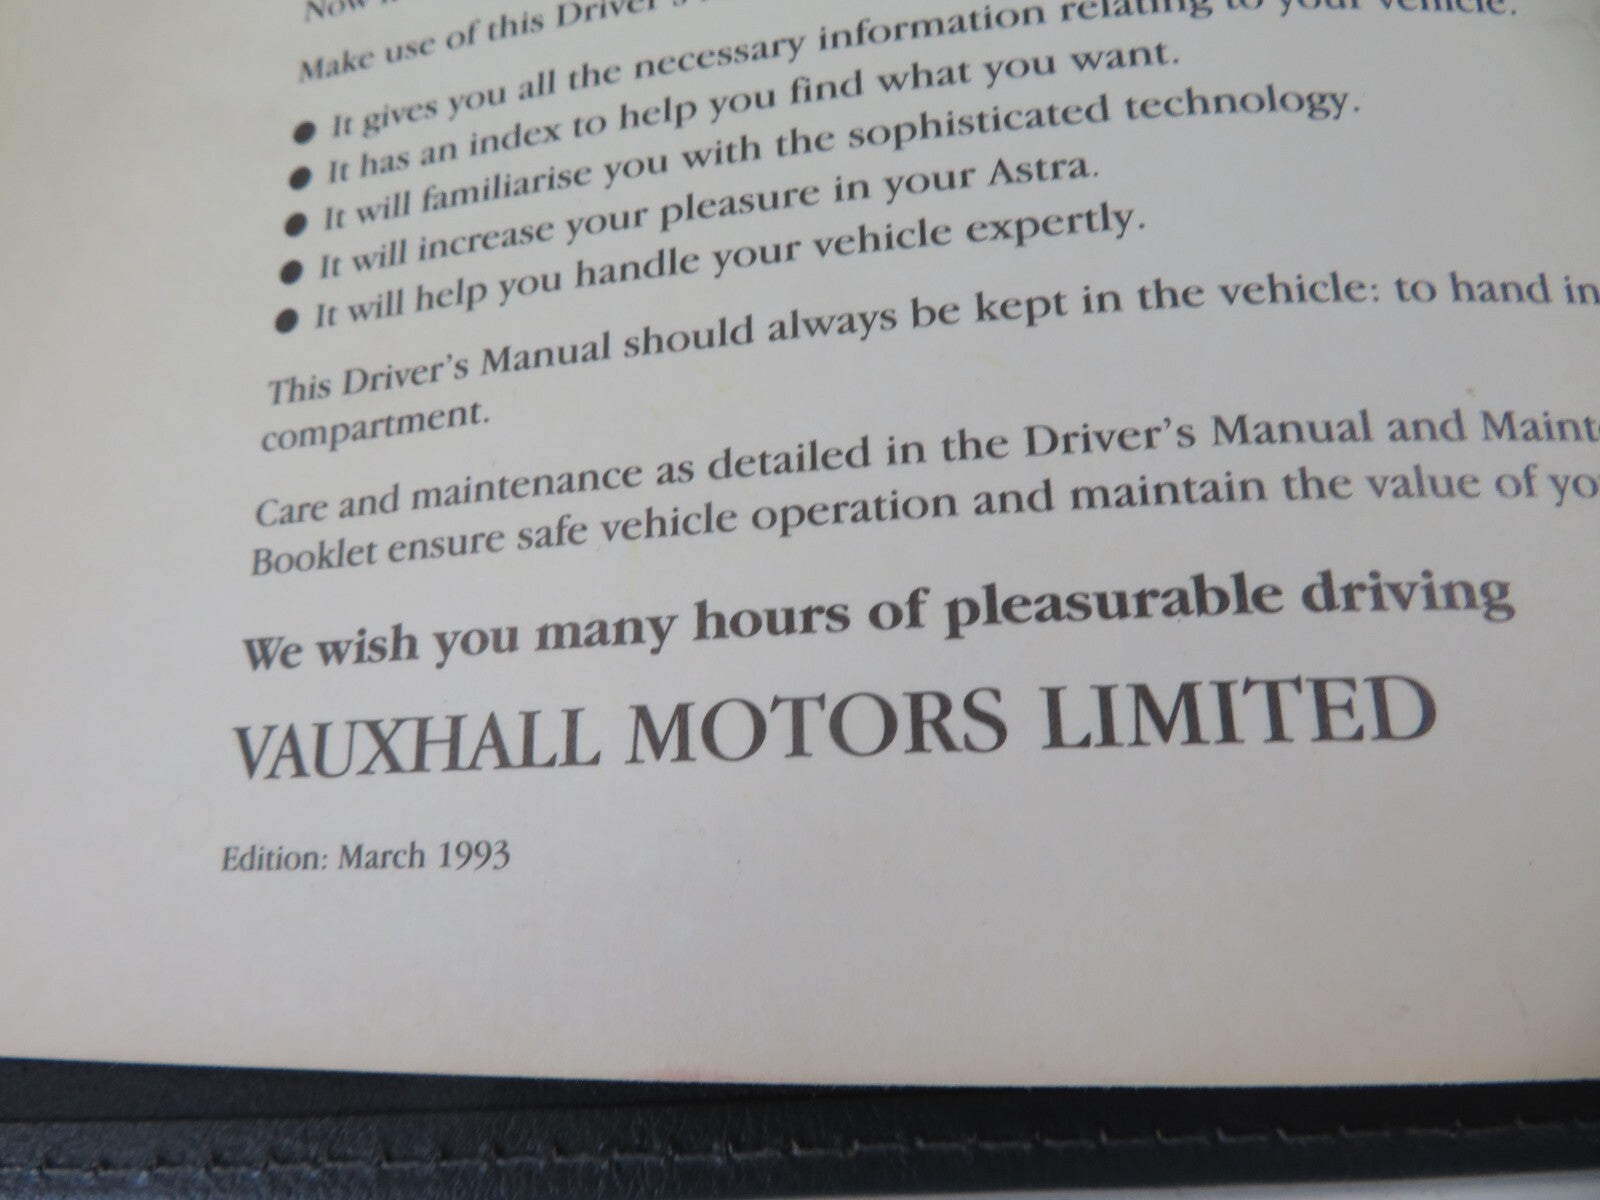 Now
Make use of this Driver's
● It gives you all the necessary information relating to your vehicle.
● It has an index to help you find what you want.
● It will familiarise you with the sophisticated technology.
● It will increase your pleasure in your Astra.
● It will help you handle your vehicle expertly.
This Driver's Manual should always be kept in the vehicle: to hand in
compartment.
Care and maintenance as detailed in the Driver's Manual and
Booklet ensure safe vehicle operation and maintain the value of
We wish you many hours of pleasurable driving
VAUXHALL MOTORS LIMITED
Edition: March 1993